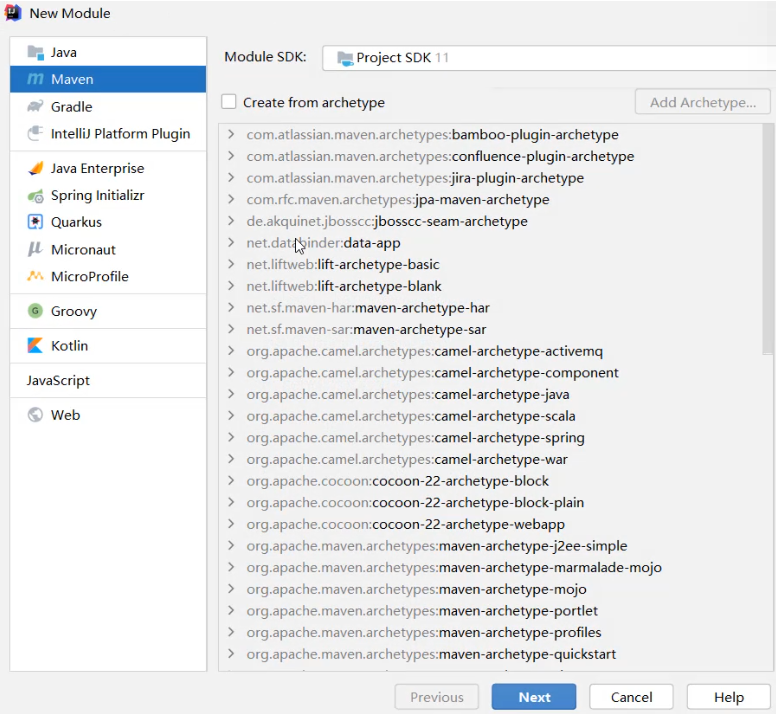 New Module
Java
Maven
Gradle
IntelliJ Platform Plugin
Java Enterprise
Spring Initializr
Quarkus
Micronaut
MicroProfile
Groovy
Kotlin
JavaScript
Web
Module SDK: Project SDK 11
Create from archetype Add Archetype...
com.atlassian.maven.archetypes:bamboo-plugin-archetype
com.atlassian.maven.archetypes:confluence-plugin-archetype
com.atlassian.maven.archetypes:jira-plugin-archetype
com.rfc.maven.archetypes:jpa-maven-archetype
de.akquinet.jbosscc:jbosscc-seam-archetype
net.databinder:data-app
net.liftweb:lift-archetype-basic
net.liftweb:lift-archetype-blank
net.sf.maven-har:maven-archetype-har
net.sf.maven-sar:maven-archetype-sar
org.apache.camel.archetypes:camel-archetype-activemq
org.apache.camel.archetypes:camel-archetype-component
org.apache.camel.archetypes:camel-archetype-java
org.apache.camel.archetypes:camel-archetype-scala
org.apache.camel.archetypes:camel-archetype-spring
org.apache.camel.archetypes:camel-archetype-war
org.apache.cocoon:cocoon-22-archetype-block
org.apache.cocoon:cocoon-22-archetype-block-plain
org.apache.cocoon:cocoon-22-archetype-webapp
org.apache.maven.archetypes:maven-archetype-j2ee-simple
org.apache.maven.archetypes:maven-archetype-marmalade-mojo
org.apache.maven.archetypes:maven-archetype-mojo
org.apache.maven.archetypes:maven-archetype-portlet
org.apache.maven.archetypes:maven-archetype-profiles
org.apache.maven.archetypes:maven-archetype-quickstart
Previous Next Cancel Help